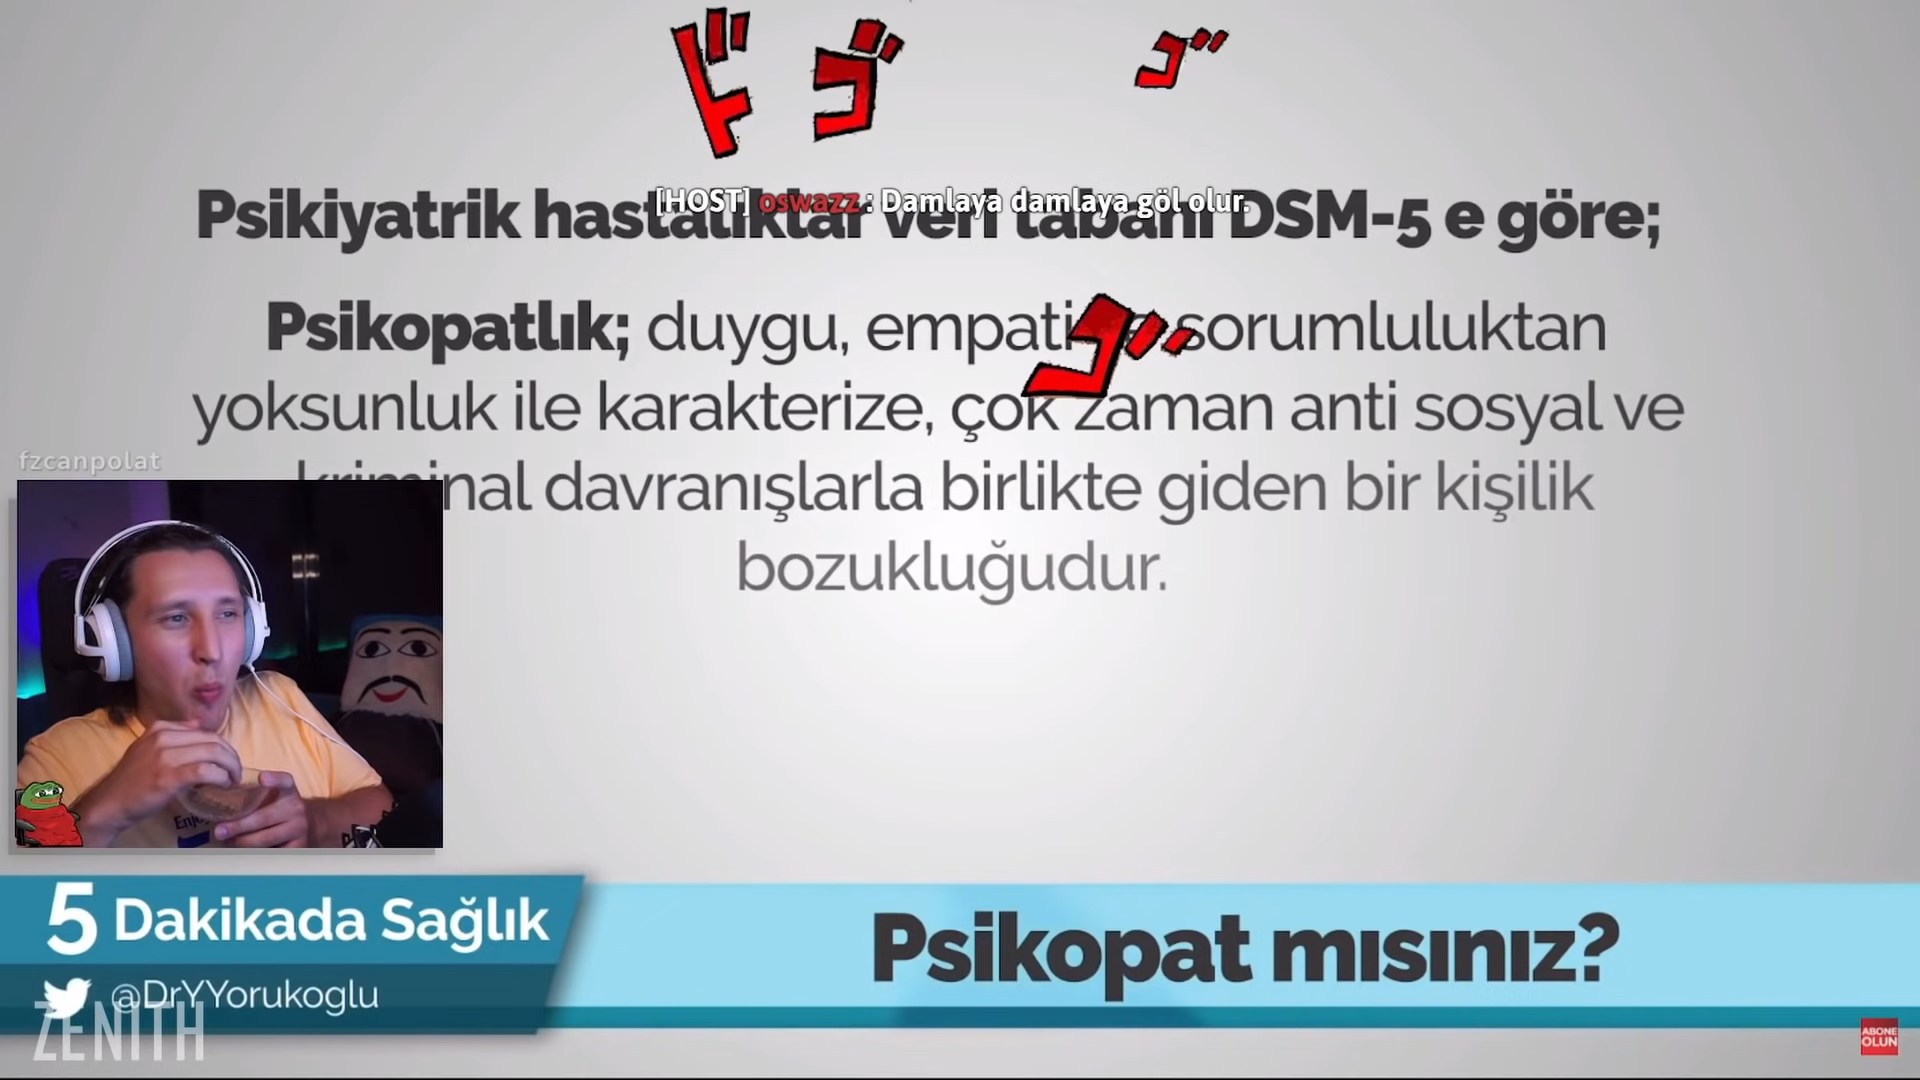 ド ゴ ゴ
[HOST] oswazz: Damlaya damlaya göl olur.
Psikiyatrik hastalıklar veri tabanı DSM-5 e göre;
Psikopatlık; duygu, empati sorumluluktan
ゴ
yoksunluk ile karakterize, çok zaman anti sosyal ve
kriminal davranışlarla birlikte giden bir kişilik
bozukluğudur.
fzcanpolat
5 Dakikada Sağlık
@DrYYorukoglu
ZENITH
Psikopat mısınız?
ABONE
OLUN